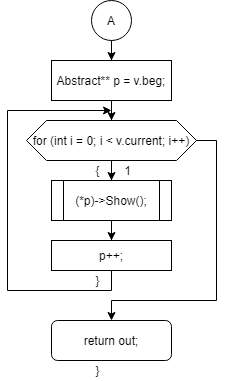 A
Abstract** p = v.beg;
for (int i = 0; i < v.current; i++)
{ 1
(*p)->Show();
p++;
}
return out;
}